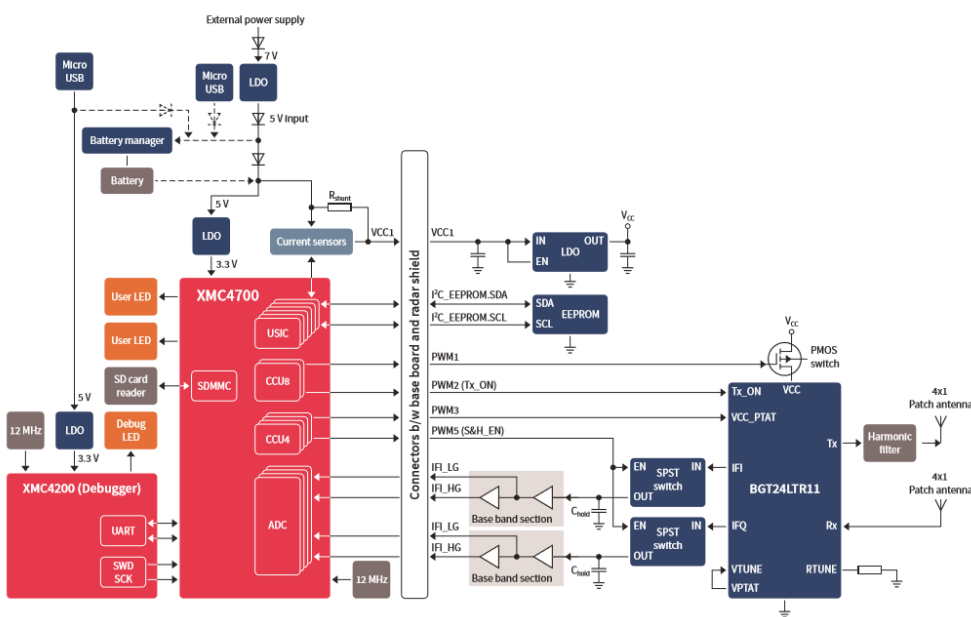 External power supply
7 V
Micro
USB
Micro
USB
LDO
5 V input
Battery manager
Battery
5 V
R_shunt
LDO
Current sensors
VCC1
3.3 V
XMC4700
User LED
User LED
USIC
SD card
reader
SDMMC
CCU8
5 V
12 MHz
LDO
Debug
LED
CCU4
3.3 V
XMC4200 (Debugger)
UART
ADC
SWD
SCK
12 MHz
Connectors b/w base board and radar shield
VCC1
IN
OUT
LDO
EN
V_CC
I²C_EEPROM.SDA
SDA
EEPROM
I²C_EEPROM.SCL
SCL
V_CC
PMOS
switch
PWM1
PWM2 (Tx_ON)
PWM3
PWM5 (S&H_EN)
VCC
Tx_ON
VCC_PTAT
4x1
Patch antenna
Tx
Harmonic
filter
IFI_LG
IFI_HG
Base band section
C_hold
EN
IN
SPST
switch
OUT
IFI
BGT24LTR11
4x1
Patch antenna
IFI_LG
IFI_HG
Base band section
C_hold
EN
IN
SPST
switch
OUT
IFQ
Rx
VTUNE
RTUNE
VPTAT